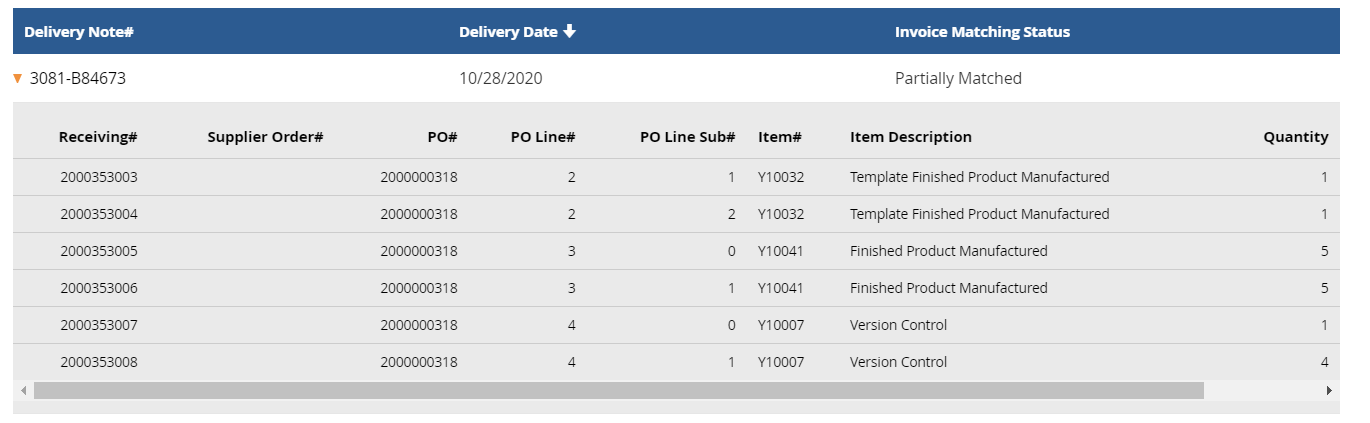 Delivery Note# Delivery Date Invoice Matching Status
3081-B84673 10/28/2020 Partially Matched
Receiving# Supplier Order# PO# PO Line# PO Line Sub# Item# Item Description Quantity
2000353003 2000000318 2 1 Y10032 Template Finished Product Manufactured 1
2000353004 2000000318 2 2 Y10032 Template Finished Product Manufactured 1
2000353005 2000000318 3 0 Y10041 Finished Product Manufactured 5
2000353006 2000000318 3 1 Y10041 Finished Product Manufactured 5
2000353007 2000000318 4 0 Y10007 Version Control 1
2000353008 2000000318 4 1 Y10007 Version Control 4